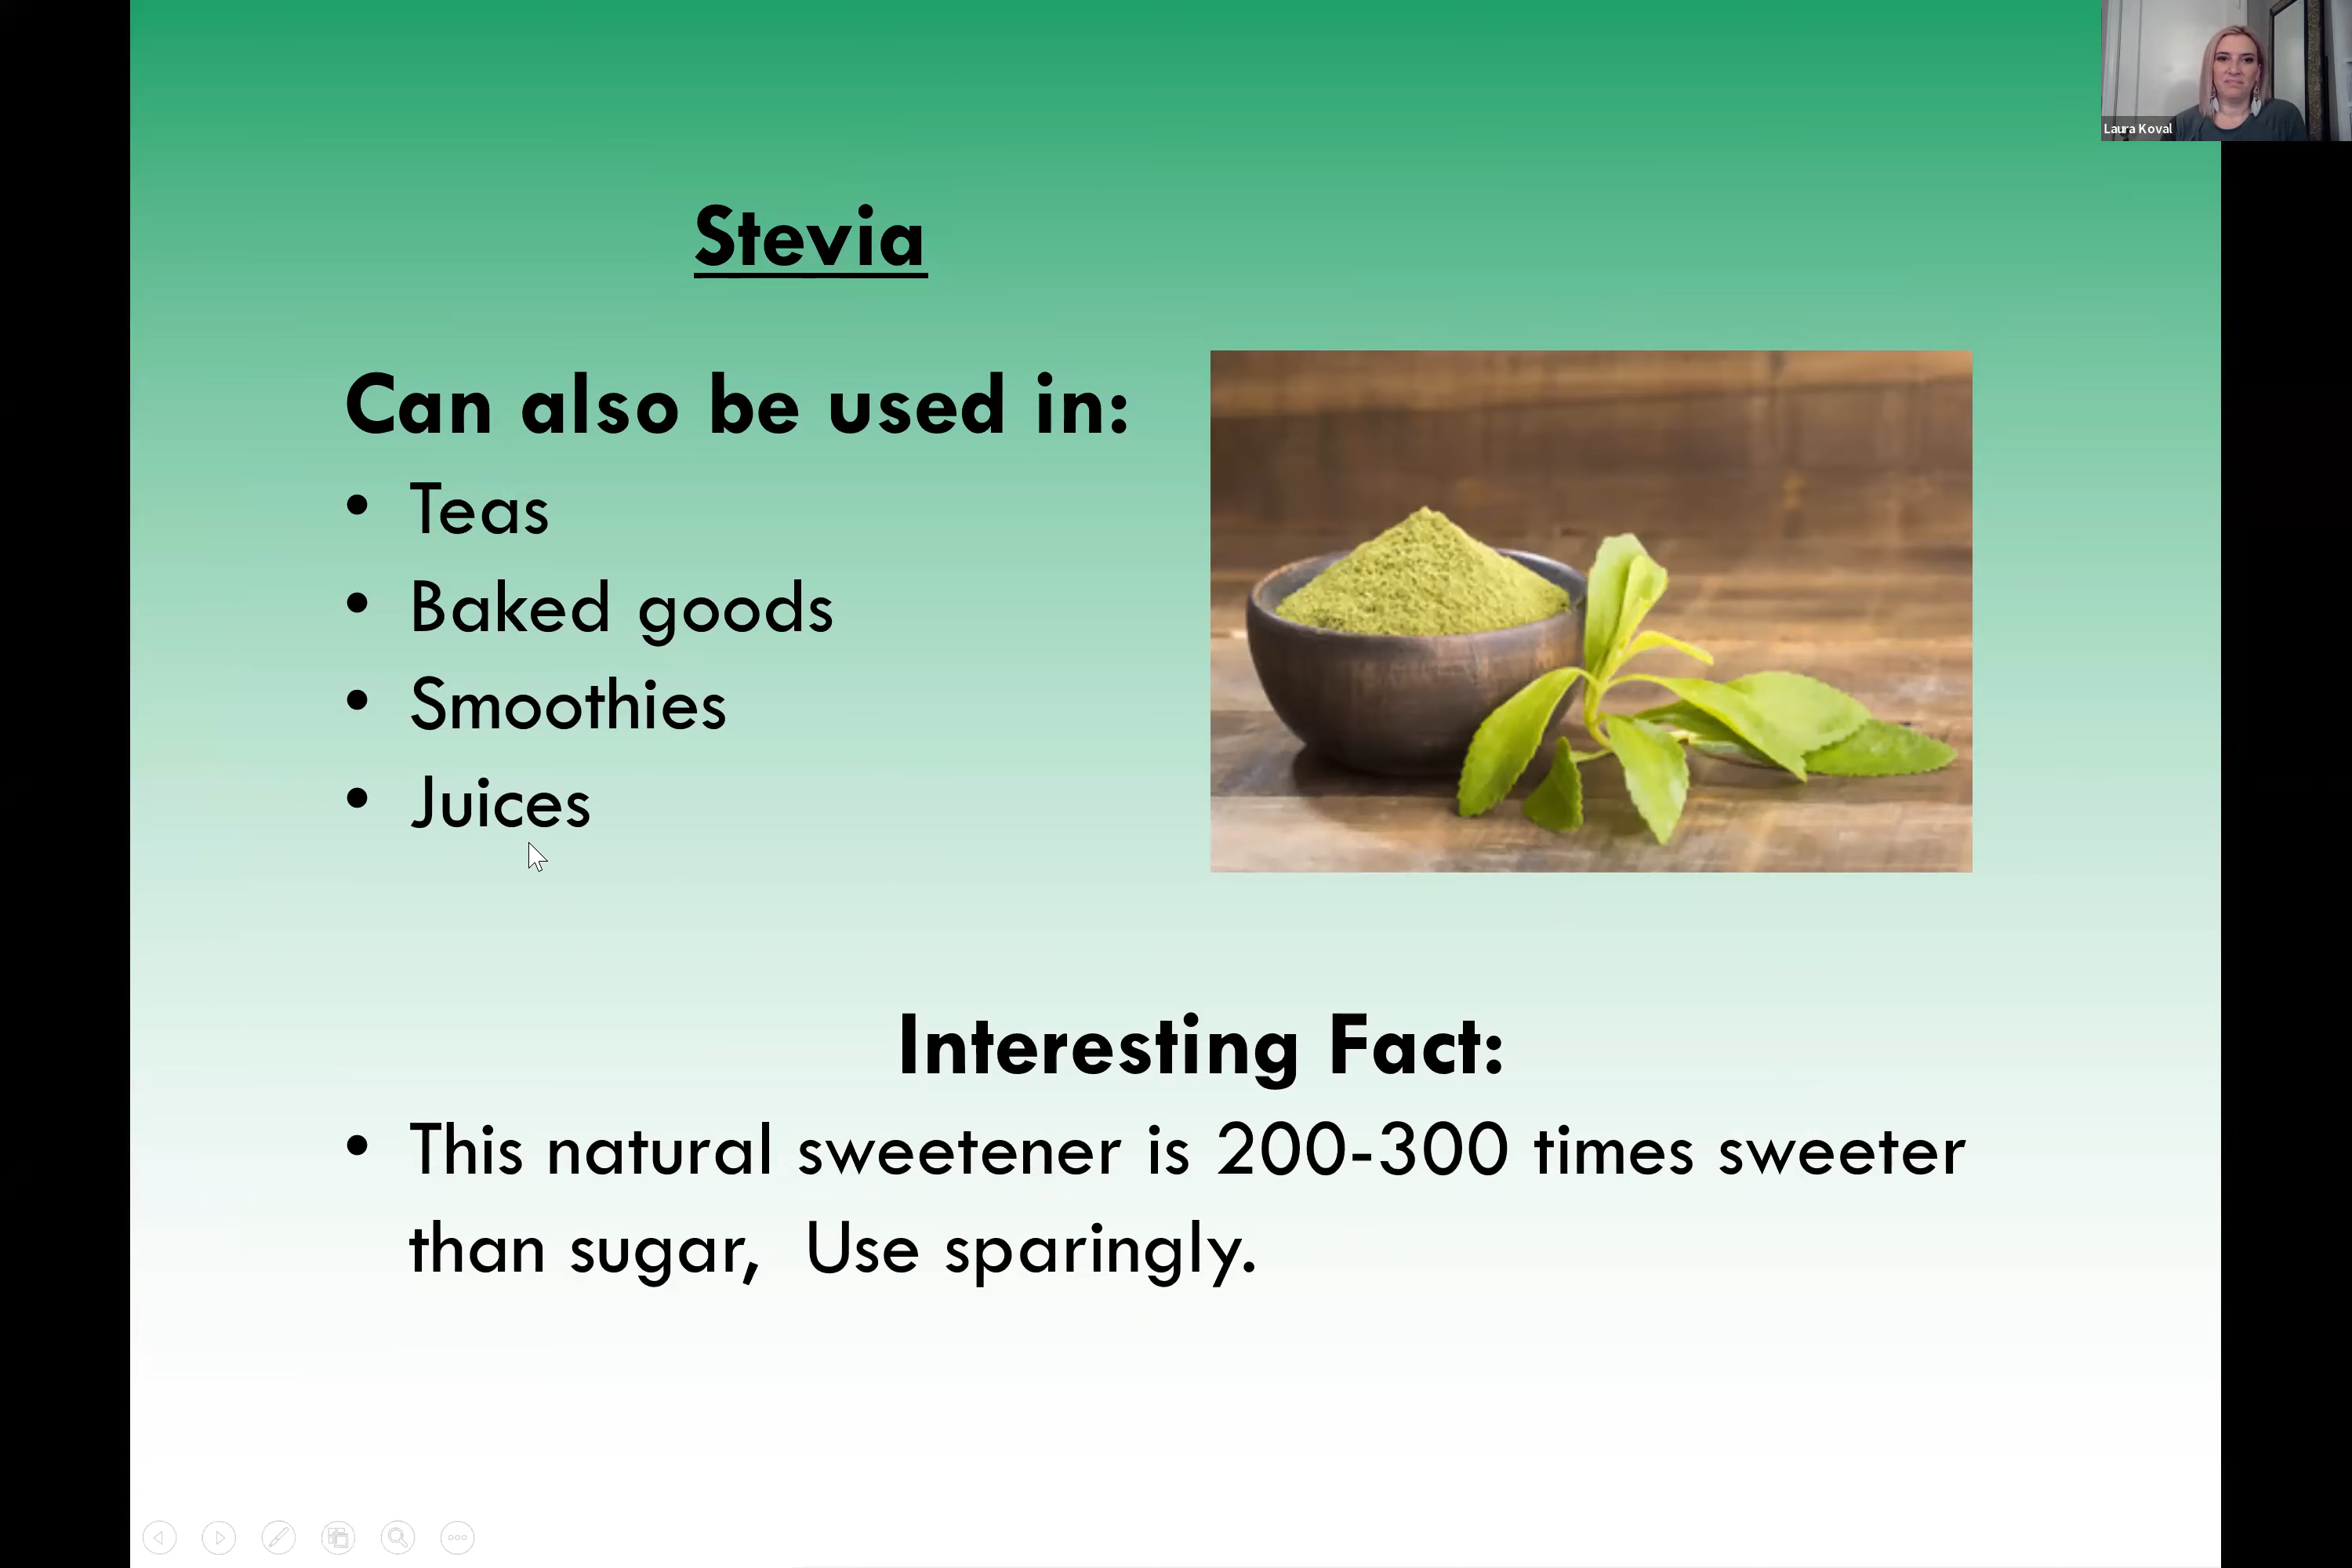 Laura Koval
Stevia
Can also be used in:
• Teas
• Baked goods
• Smoothies
• Juices
Interesting Fact:
• This natural sweetener is 200-300 times sweeter
than sugar,  Use sparingly.